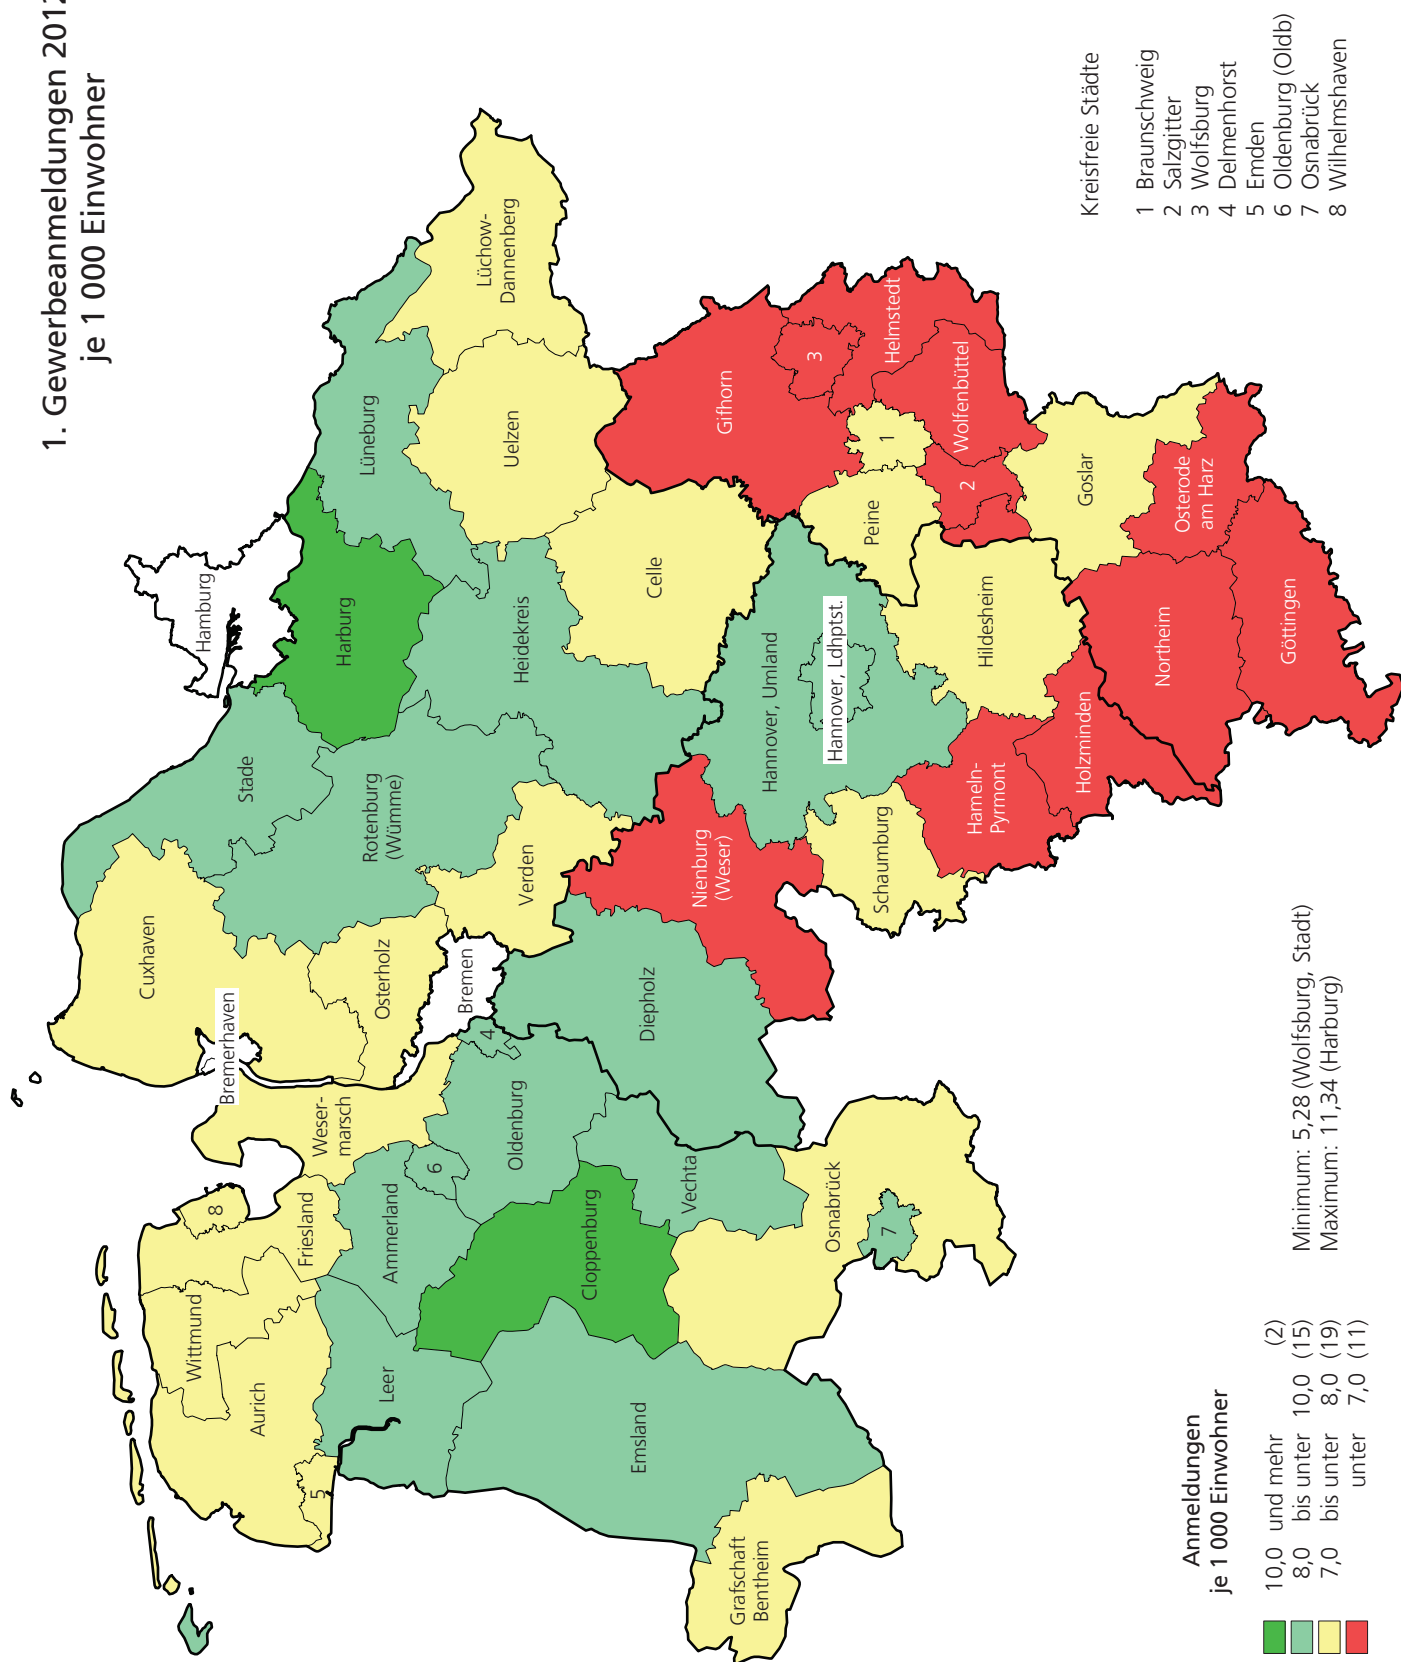 1. Gewerbeanmeldungen 2012
je 1 000 Einwohner
Hamburg
Stade
Harburg
Lüneburg
Lüchow-
Dannenberg
Cuxhaven
Bremerhaven
Rotenburg
(Wümme)
Heidekreis
Uelzen
Osterholz
Verden
Celle
Bremen
Wittmund
Aurich
8
Friesland
Weser-
marsch
5
Leer
Ammerland
6
Oldenburg
4
Cloppenburg
Vechta
Diepholz
Emsland
Grafschaft
Bentheim
Osnabrück
7
Nienburg
(Weser)
Hannover, Umland
Hannover, Ldhptst.
Schaumburg
Hameln-
Pyrmont
Holzminden
Hildesheim
Peine
Gifhorn
3
Helmstedt
1
Wolfenbüttel
2
Goslar
Osterode
am Harz
Northeim
Göttingen
Kreisfreie Städte
1 Braunschweig
2 Salzgitter
3 Wolfsburg
4 Delmenhorst
5 Emden
6 Oldenburg (Oldb)
7 Osnabrück
8 Wilhelmshaven
Anmeldungen
je 1 000 Einwohner
10,0 und mehr (2)
8,0 bis unter 10,0 (15)
7,0 bis unter 8,0 (19)
unter 7,0 (11)
Minimum: 5,28 (Wolfsburg, Stadt)
Maximum: 11,34 (Harburg)